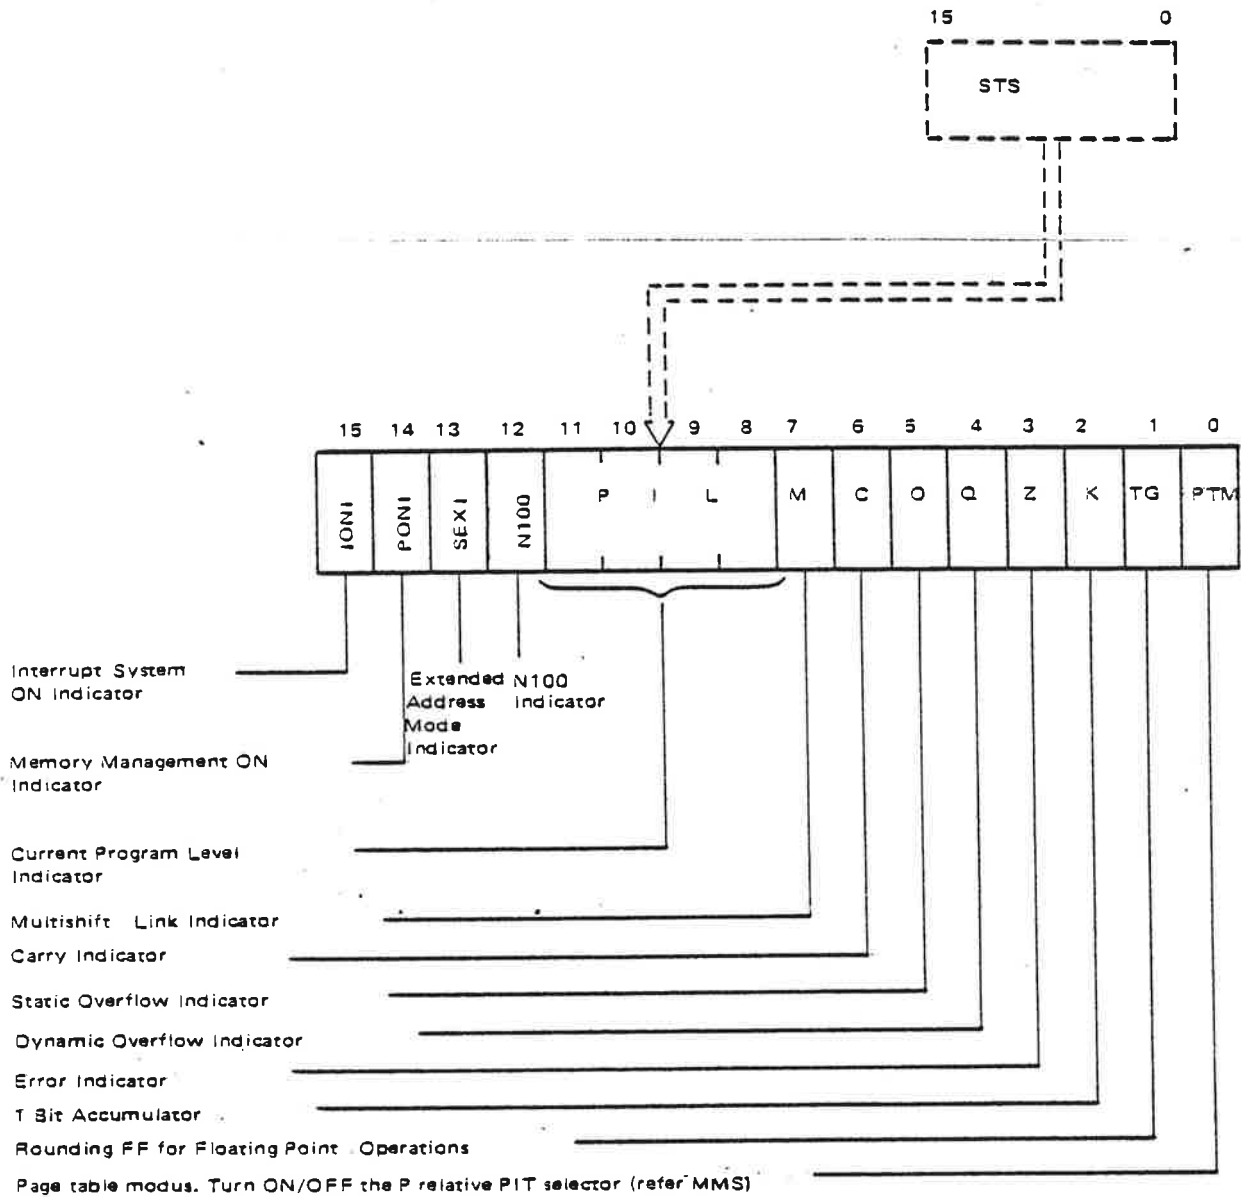 15 0
STS
15 14 13 12 11 10 9 8 7 6 5 4 3 2 1 0
IONI PONI SEXI N100 P I L M C O Q Z K TG PTM
Interrupt System
ON Indicator
Extended
Address
Mode
Indicator
N100
Indicator
Memory Management ON
Indicator
Current Program Level
Indicator
Multishift Link Indicator
Carry Indicator
Static Overflow Indicator
Dynamic Overflow Indicator
Error Indicator
1 Bit Accumulator
Rounding FF for Floating Point Operations
Page table modus. Turn ON/OFF the P relative PIT selector (refer MMS)